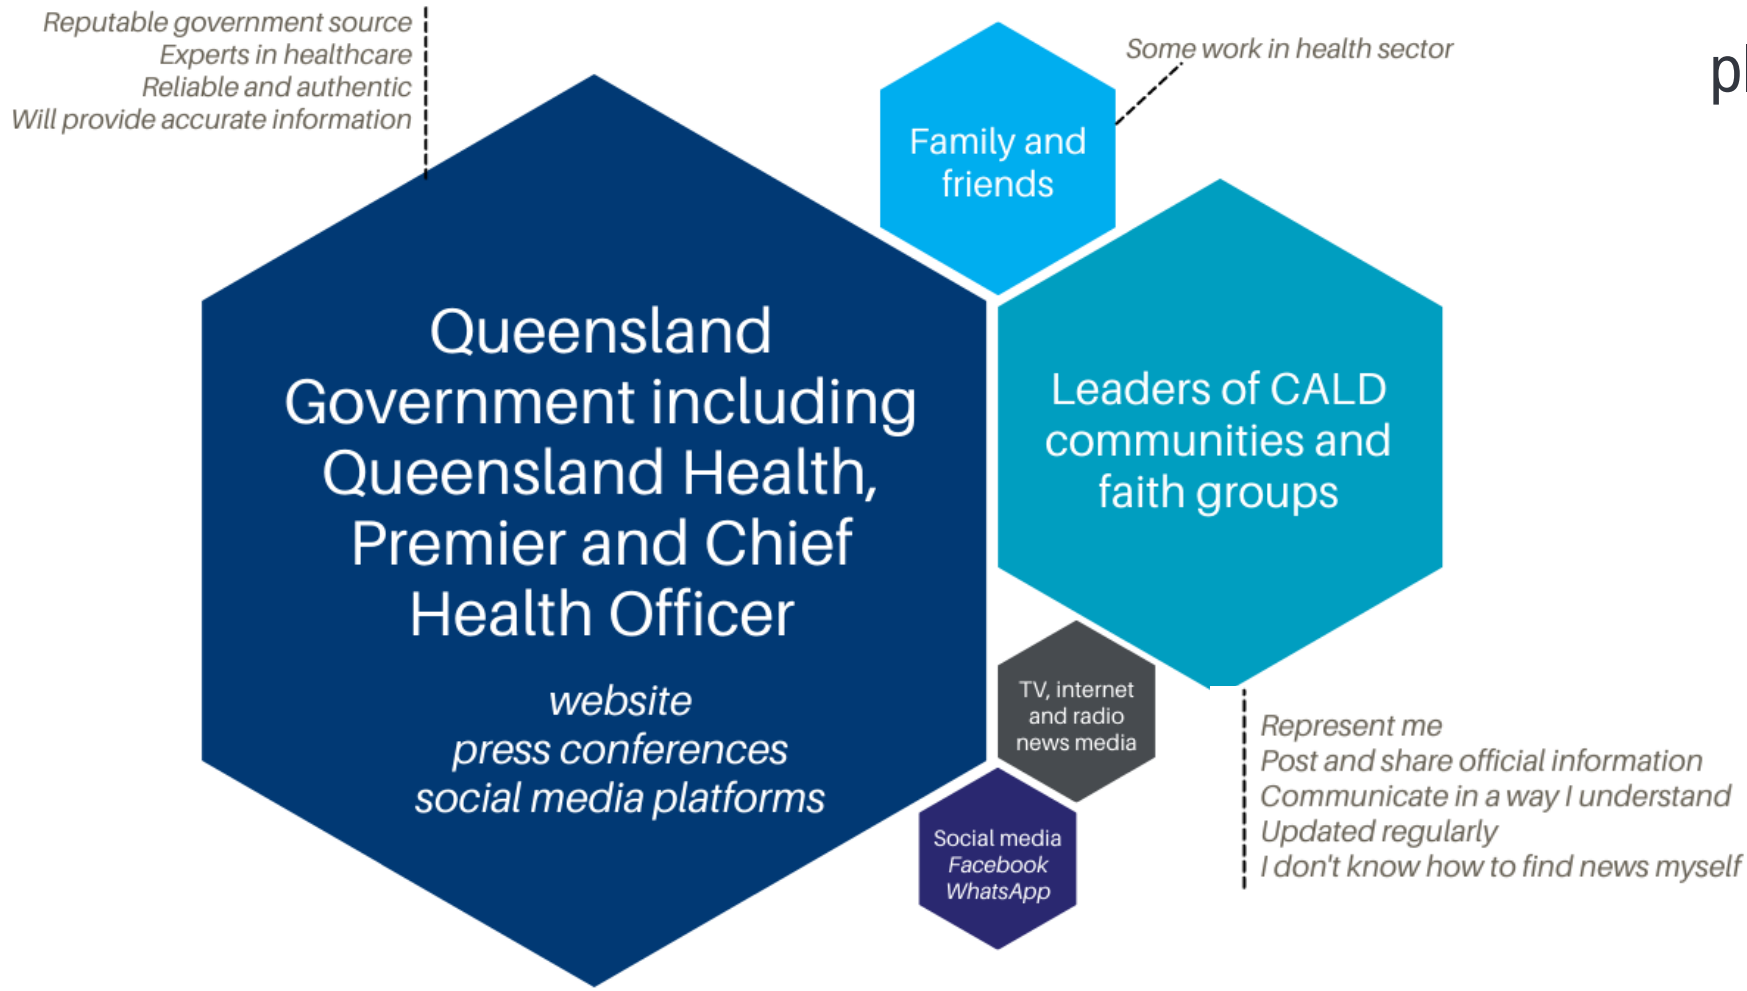 Reputable government source
Experts in healthcare
Reliable and authentic
Will provide accurate information
Some work in health sector
Family and
friends
Queensland
Government including
Queensland Health,
Premier and Chief
Health Officer
website
press conferences
social media platforms
Leaders of CALD
communities and
faith groups
TV, internet
and radio
news media
Social media
Facebook
WhatsApp
Represent me
Post and share official information
Communicate in a way I understand
Updated regularly
I don't know how to find news myself